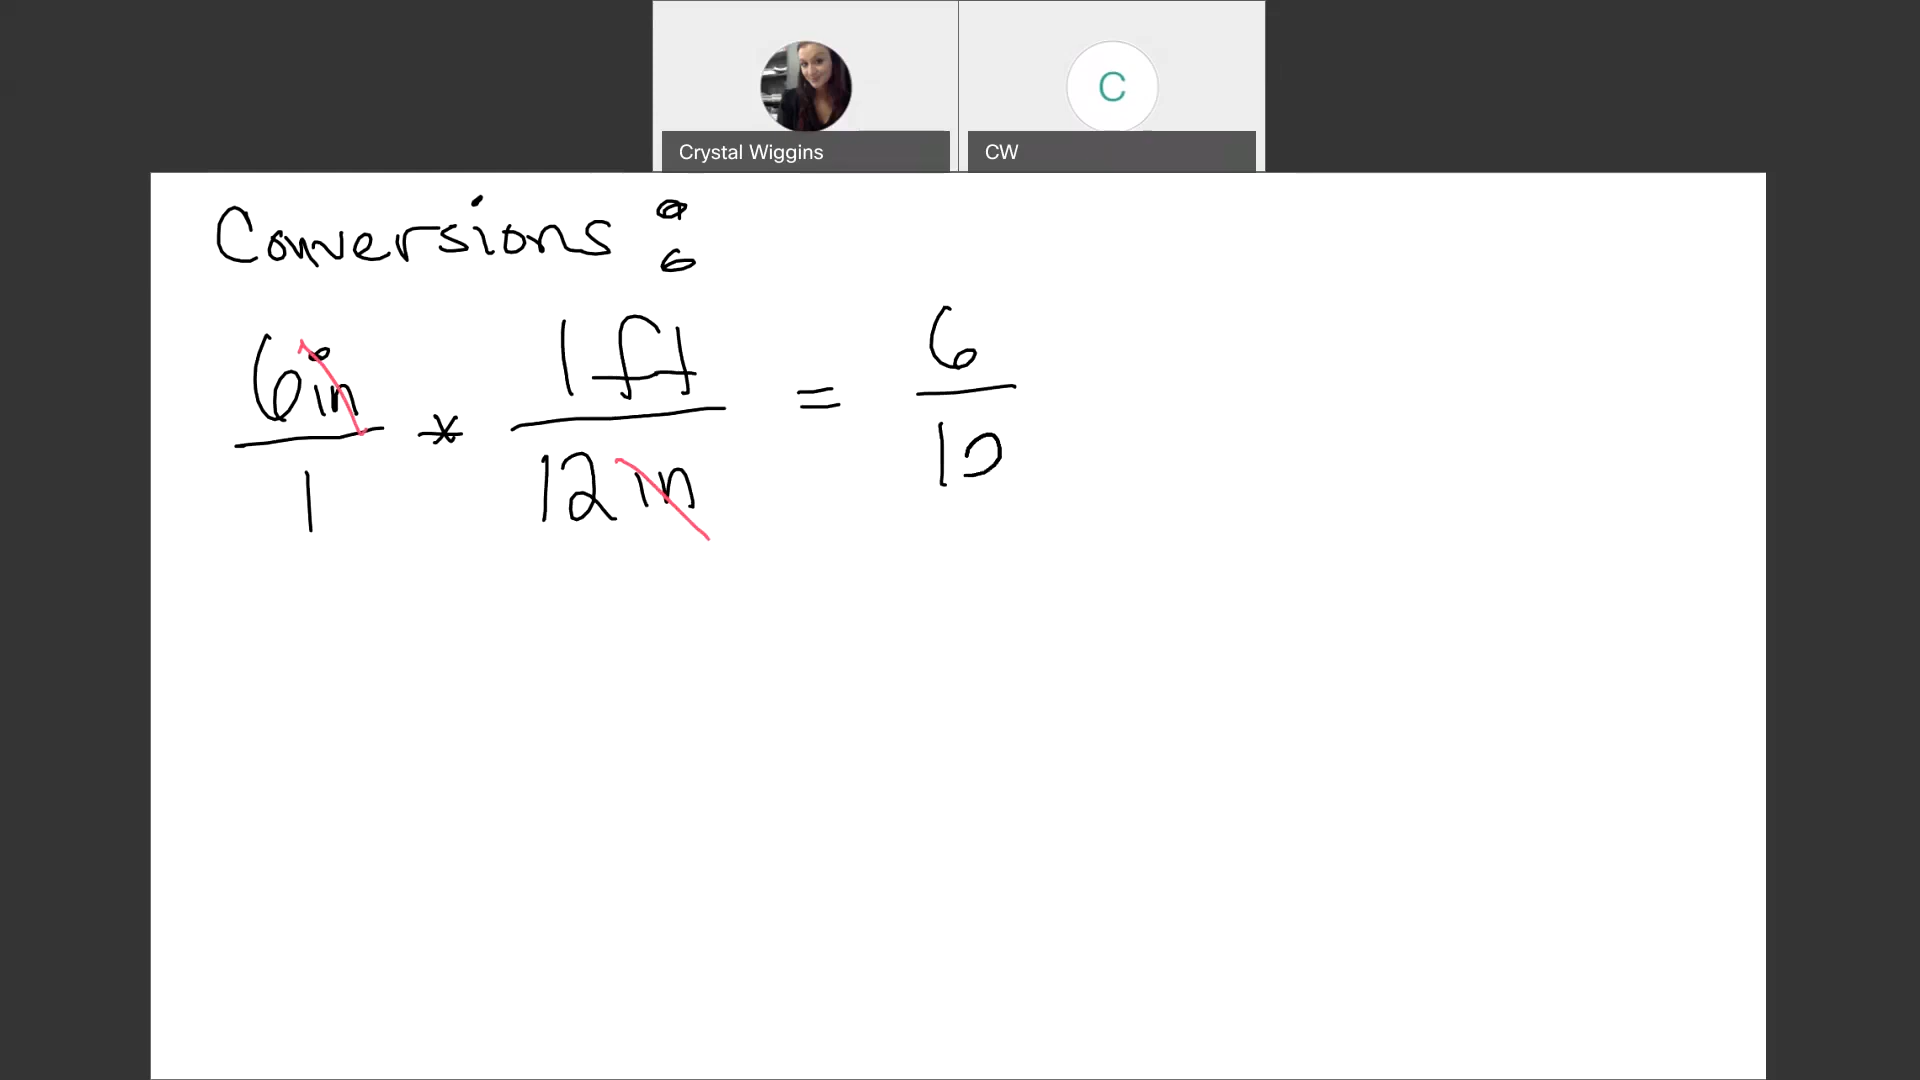 Crystal Wiggins
C
CW
Conversions :
6in * 1ft = 6
1 12in 12